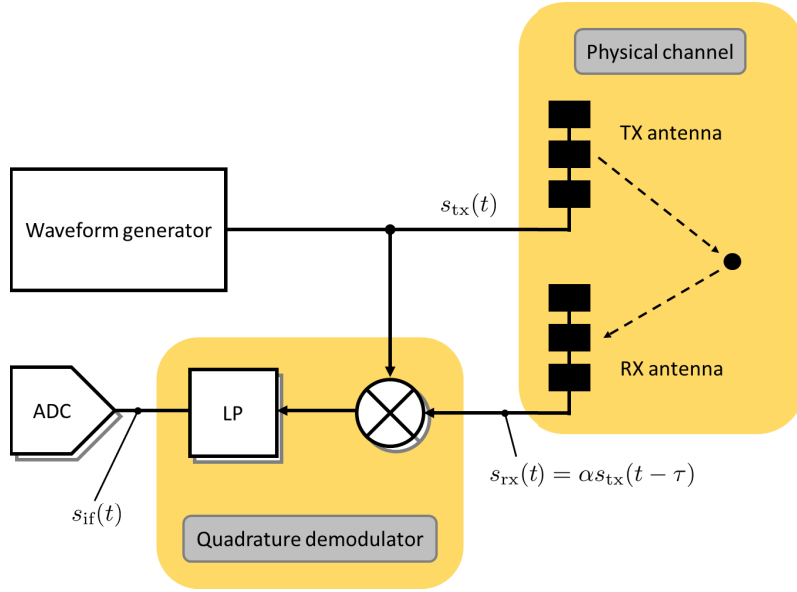 Physical channel
TX antenna
s_tx(t)
Waveform generator
RX antenna
ADC
LP
s_rx(t) = αs_tx(t − τ)
s_if(t)
Quadrature demodulator